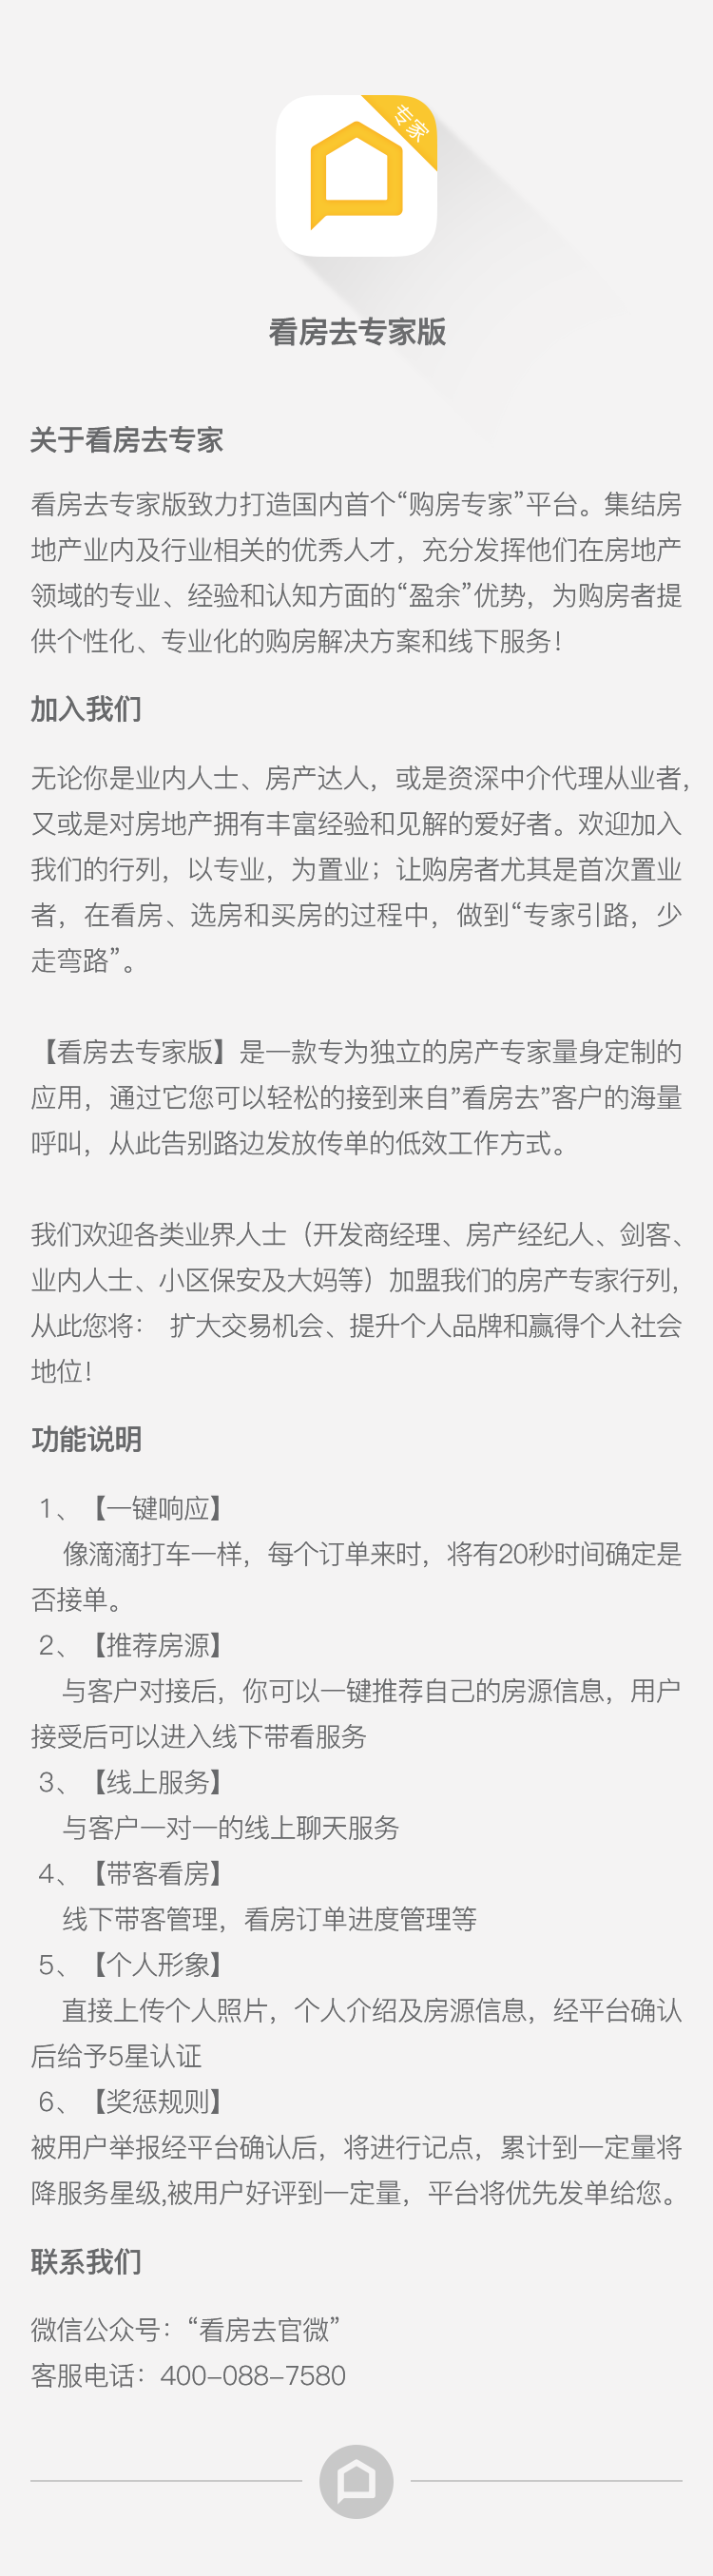 专家
看房去专家版
关于看房去专家
看房去专家版致力打造国内首个“购房专家”平台。集结房
地产业内及行业相关的优秀人才，充分发挥他们在房地产
领域的专业、经验和认知方面的“盈余”优势，为购房者提
供个性化、专业化的购房解决方案和线下服务！
加入我们
无论你是业内人士、房产达人，或是资深中介代理从业者，
又或是对房地产拥有丰富经验和见解的爱好者。欢迎加入
我们的行列，以专业，为置业；让购房者尤其是首次置业
者，在看房、选房和买房的过程中，做到“专家引路，少
走弯路”。
【看房去专家版】是一款专为独立的房产专家量身定制的
应用，通过它您可以轻松的接到来自”看房去”客户的海量
呼叫，从此告别路边发放传单的低效工作方式。
我们欢迎各类业界人士（开发商经理、房产经纪人、剑客、
业内人士、小区保安及大妈等）加盟我们的房产专家行列，
从此您将： 扩大交易机会、提升个人品牌和赢得个人社会
地位！
功能说明
1、【一键响应】
像滴滴打车一样，每个订单来时，将有20秒时间确定是
否接单。
2、【推荐房源】
与客户对接后，你可以一键推荐自己的房源信息，用户
接受后可以进入线下带看服务
3、【线上服务】
与客户一对一的线上聊天服务
4、【带客看房】
线下带客管理，看房订单进度管理等
5、【个人形象】
直接上传个人照片，个人介绍及房源信息，经平台确认
后给予5星认证
6、【奖惩规则】
被用户举报经平台确认后，将进行记点，累计到一定量将
降服务星级,被用户好评到一定量，平台将优先发单给您。
联系我们
微信公众号：“看房去官微”
客服电话：400-088-7580